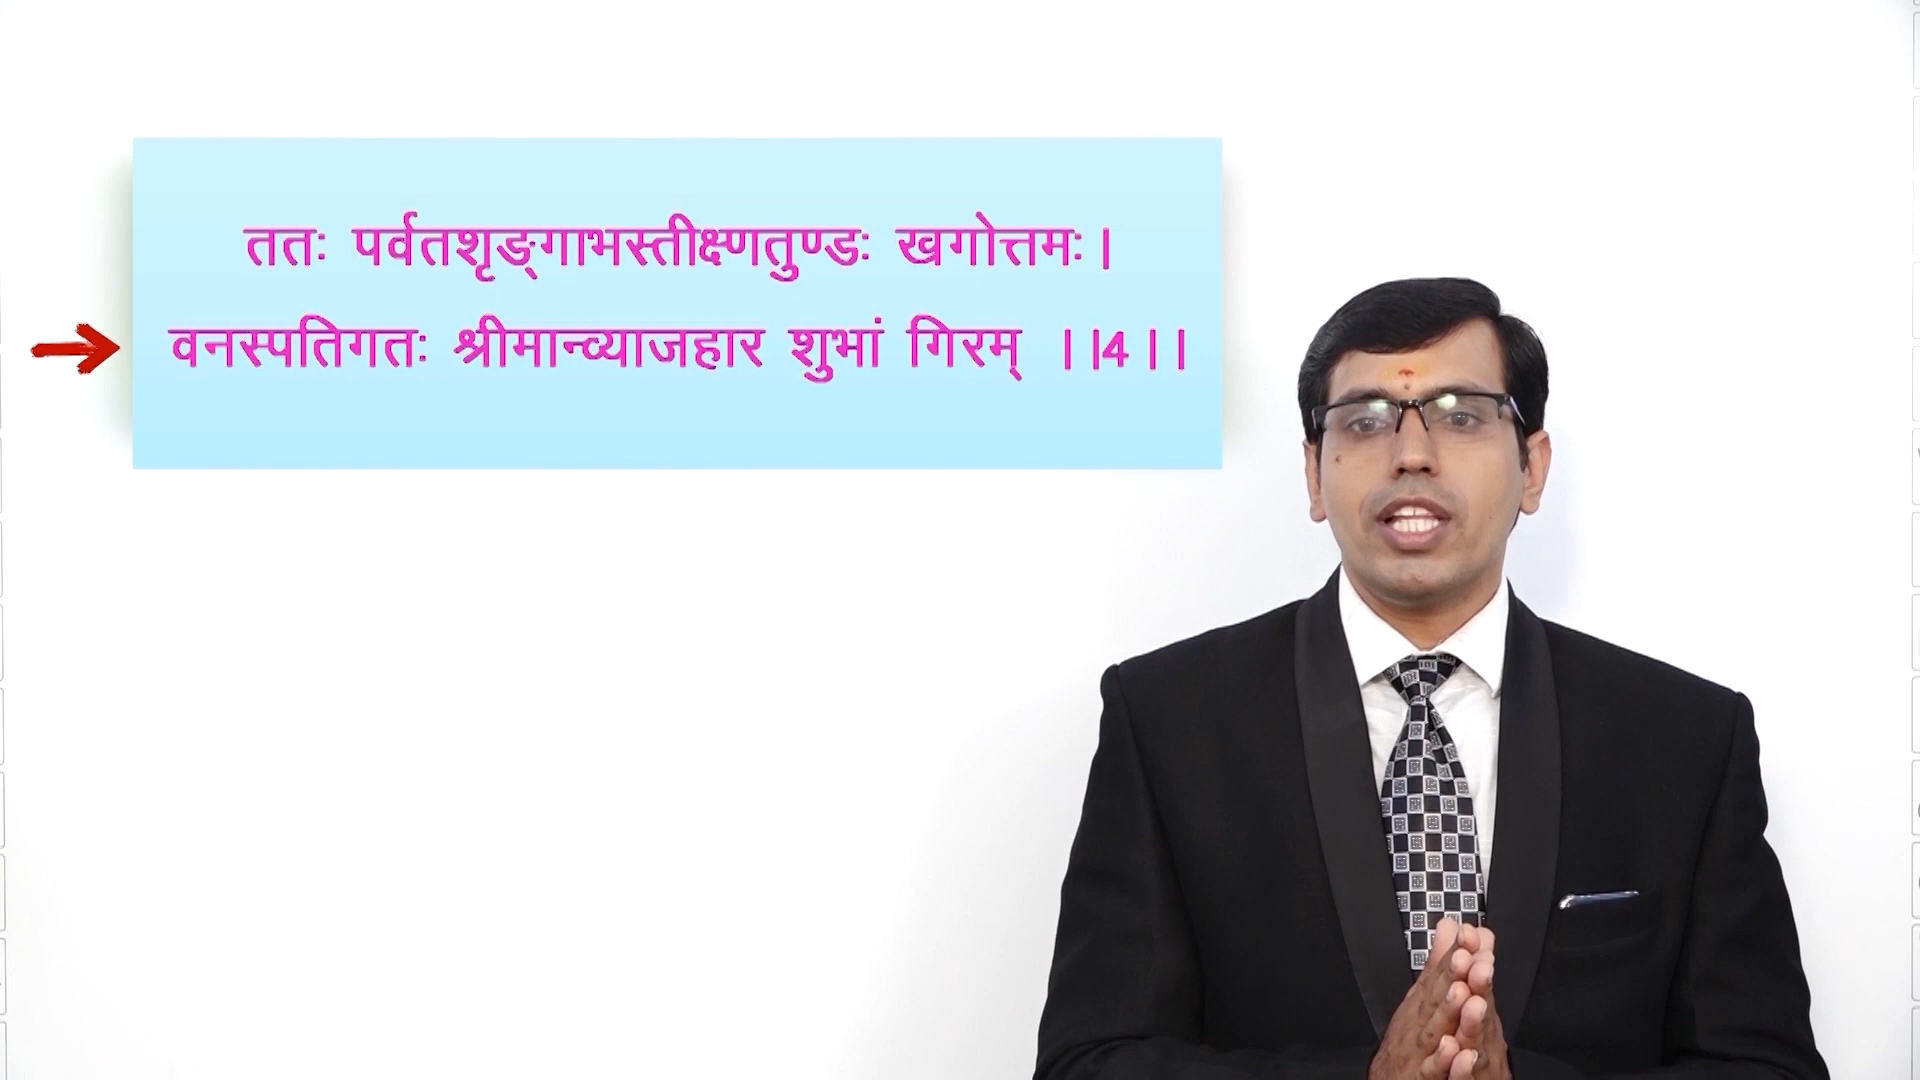 ततः पर्वतशृङ्गाभस्तीक्ष्णतुण्डः खगोत्तमः ।
वनस्पतिगतः श्रीमान्व्याजहार शुभां गिरम् ।।4।।